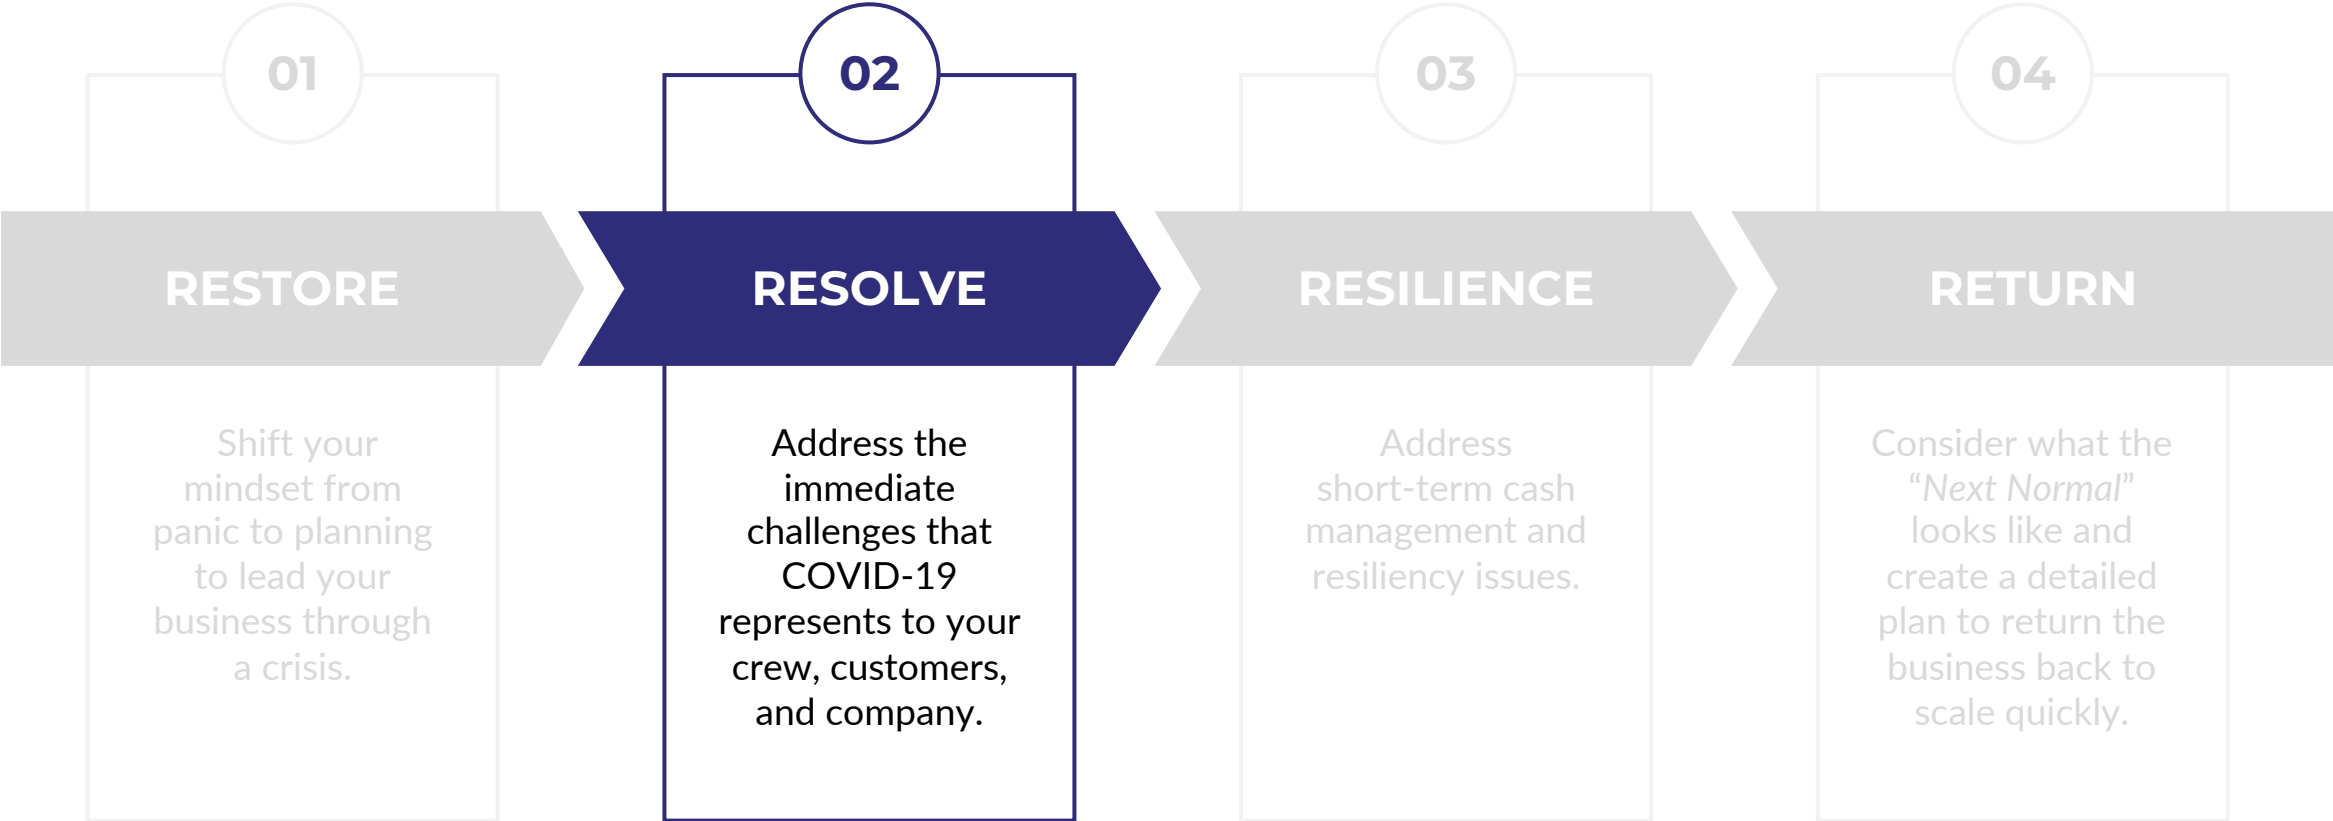 01
RESTORE
Shift your
mindset from
panic to planning
to lead your
business through
a crisis.
02
RESOLVE
Address the
immediate
challenges that
COVID-19
represents to your
crew, customers,
and company.
03
RESILIENCE
Address
short-term cash
management and
resiliency issues.
04
RETURN
Consider what the
“Next Normal”
looks like and
create a detailed
plan to return the
business back to
scale quickly.